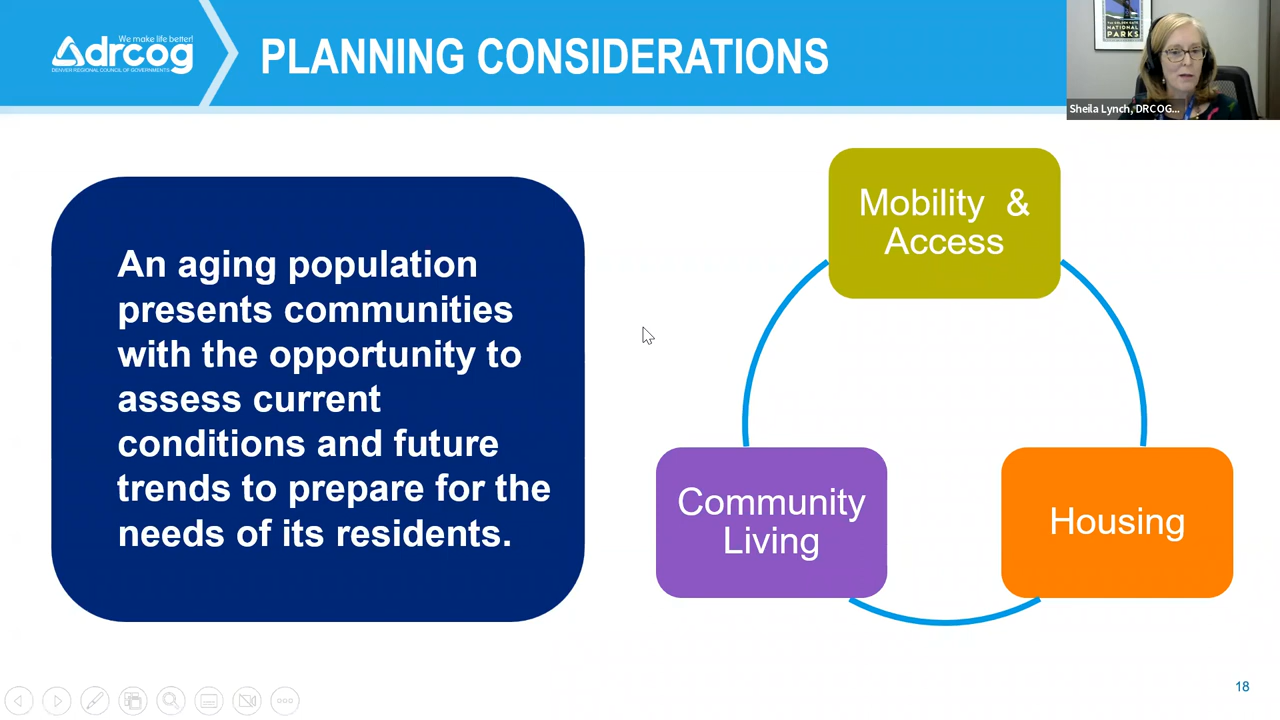 We make life better!
drcog
DENVER REGIONAL COUNCIL OF GOVERNMENTS
PLANNING CONSIDERATIONS
NATIONAL
PARKS
Sheila Lynch, DRCOG...
An aging population
presents communities
with the opportunity to
assess current
conditions and future
trends to prepare for the
needs of its residents.
Mobility &
Access
Community
Living
Housing
18